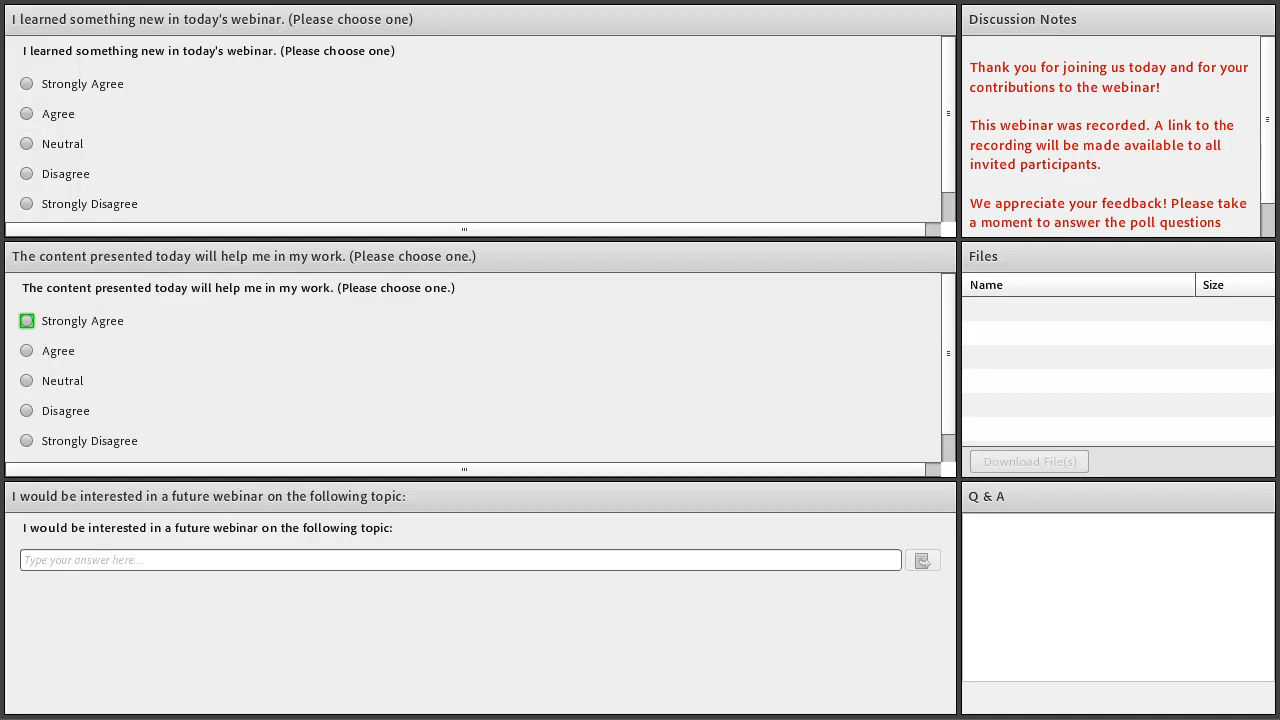 I learned something new in today's webinar. (Please choose one)
I learned something new in today's webinar. (Please choose one)
Strongly Agree
Agree
Neutral
Disagree
Strongly Disagree
The content presented today will help me in my work. (Please choose one.)
The content presented today will help me in my work. (Please choose one.)
Strongly Agree
Agree
Neutral
Disagree
Strongly Disagree
I would be interested in a future webinar on the following topic:
I would be interested in a future webinar on the following topic:
Type your answer here...
Discussion Notes
Thank you for joining us today and for your
contributions to the webinar!
This webinar was recorded. A link to the
recording will be made available to all
invited participants.
We appreciate your feedback! Please take
a moment to answer the poll questions
Files
Name Size
Download File(s)
Q & A